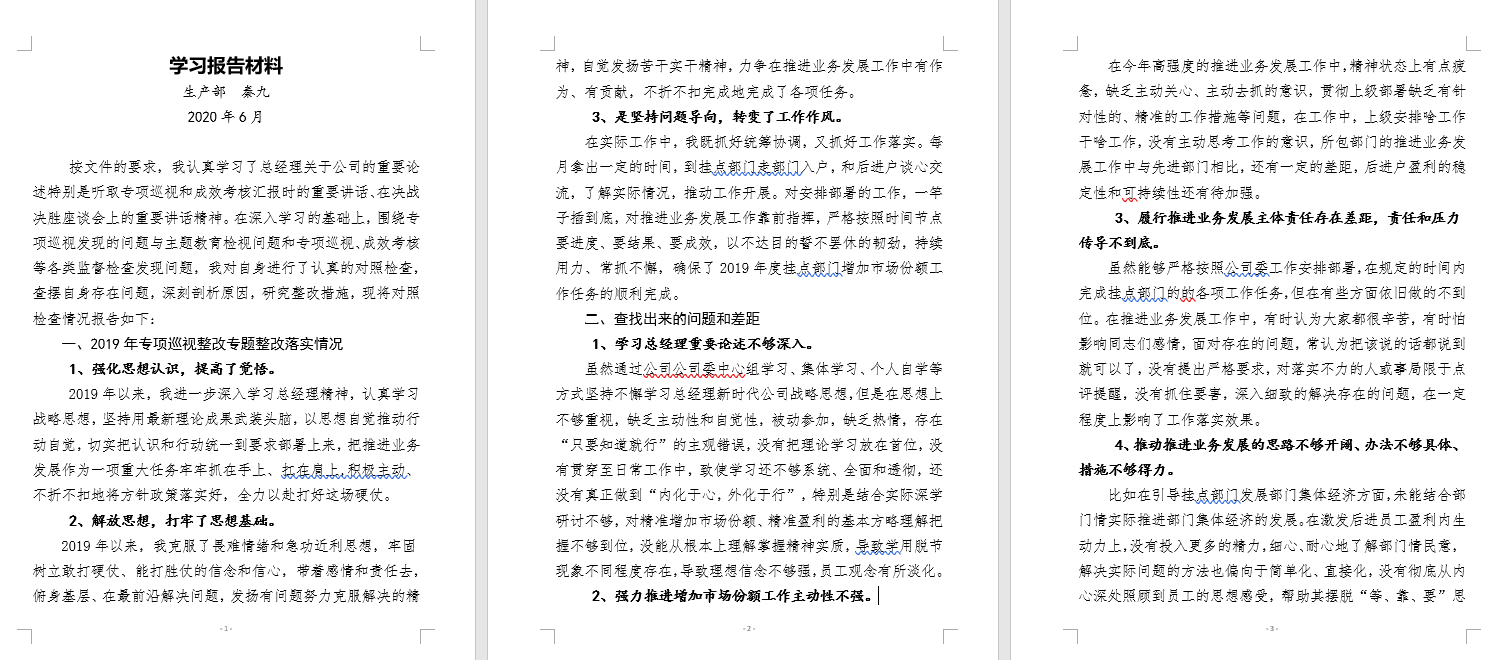 学习报告材料
生产部 秦九
2020 年 6 月
按文件的要求，我认真学习了总经理关于公司的重要论
述特别是听取专项巡视和成效考核汇报时的重要讲话、在决战
决胜座谈会上的重要讲话精神。在深入学习的基础上，围绕专
项巡视发现的问题与主题教育检视问题和专项巡视、成效考核
等各类监督检查发现问题，我对自身进行了认真的对照检查，
查摆自身存在问题，深刻剖析原因，研究整改措施，现将对照
检查情况报告如下：
一、2019 年专项巡视整改专题整改落实情况
1、强化思想认识，提高了觉悟。
2019 年以来，我进一步深入学习总经理精神，认真学习
战略思想，坚持用最新理论成果武装头脑，以思想自觉推动行
动自觉，切实把认识和行动统一到要求部署上来，把推进业务
发展作为一项重大任务牢牢抓在手上、扛在肩上，积极主动、
不折不扣地将方针政策落实好，全力以赴打好这场硬仗。
2、解放思想，打牢了思想基础。
2019 年以来，我克服了畏难情绪和急功近利思想，牢固
树立敢打硬仗、能打胜仗的信念和信心，带着感情和责任去，
俯身基层、在最前沿解决问题，发扬有问题努力克服解决的精
-1-
神，自觉发扬苦干实干精神，力争在推进业务发展工作中有作
为、有贡献，不折不扣完成地完成了各项任务。
3、是坚持问题导向，转变了工作作风。
在实际工作中，我既抓好统筹协调，又抓好工作落实。每
月拿出一定的时间，到挂点部门走部门入户，和后进户谈心交
流，了解实际情况，推动工作开展。对安排部署的工作，一竿
子插到底，对推进业务发展工作靠前指挥，严格按照时间节点
要进度、要结果、要成效，以不达目的誓不罢休的韧劲，持续
用力、常抓不懈，确保了 2019 年度挂点部门增加市场份额工
作任务的顺利完成。
二、查找出来的问题和差距
1、学习总经理重要论述不够深入。
虽然通过公司公司委中心组学习、集体学习、个人自学等
方式坚持不懈学习总经理新时代公司战略思想，但是在思想上
不够重视，缺乏主动性和自觉性，被动参加，缺乏热情，存在
“只要知道就行”的主观错误，没有把理论学习放在首位，没
有贯穿至日常工作中，致使学习还不够系统、全面和透彻，还
没有真正做到“内化于心，外化于行”，特别是结合实际深学
研讨不够，对精准增加市场份额、精准盈利的基本方略理解把
握不够到位，没能从根本上理解掌握精神实质，导致学用脱节
现象不同程度存在，导致理想信念不够强，员工观念有所淡化。
2、强力推进增加市场份额工作主动性不强。
-2-
在今年高强度的推进业务发展工作中，精神状态上有点疲
惫，缺乏主动关心、主动去抓的意识，贯彻上级部署缺乏有针
对性的、精准的工作措施等问题，在工作中，上级安排啥工作
干啥工作，没有主动思考工作的意识，所包部门的推进业务发
展工作中与先进部门相比，还有一定的差距，后进户盈利的稳
定性和可持续性还有待加强。
3、履行推进业务发展主体责任存在差距，责任和压力
传导不到底。
虽然能够严格按照公司委工作安排部署，在规定的时间内
完成挂点部门的的各项工作任务，但在有些方面依旧做的不到
位。在推进业务发展工作中，有时认为大家都很辛苦，有时怕
影响同志们感情，面对存在的问题，常认为把该说的话都说到
就可以了，没有提出严格要求，对落实不力的人或事局限于点
评提醒，没有抓住要害，深入细致的解决存在的问题，在一定
程度上影响了工作落实效果。
4、推动推进业务发展的思路不够开阔、办法不够具体、
措施不够得力。
比如在引导挂点部门发展部门集体经济方面，未能结合部
门情实际推进部门集体经济的发展。在激发后进员工盈利内生
动力上，没有投入更多的精力，细心、耐心地了解部门情民意，
解决实际问题的方法也偏向于简单化、直接化，没有彻底从内
心深处照顾到员工的思想感受，帮助其摆脱“等、靠、要”思
-3-